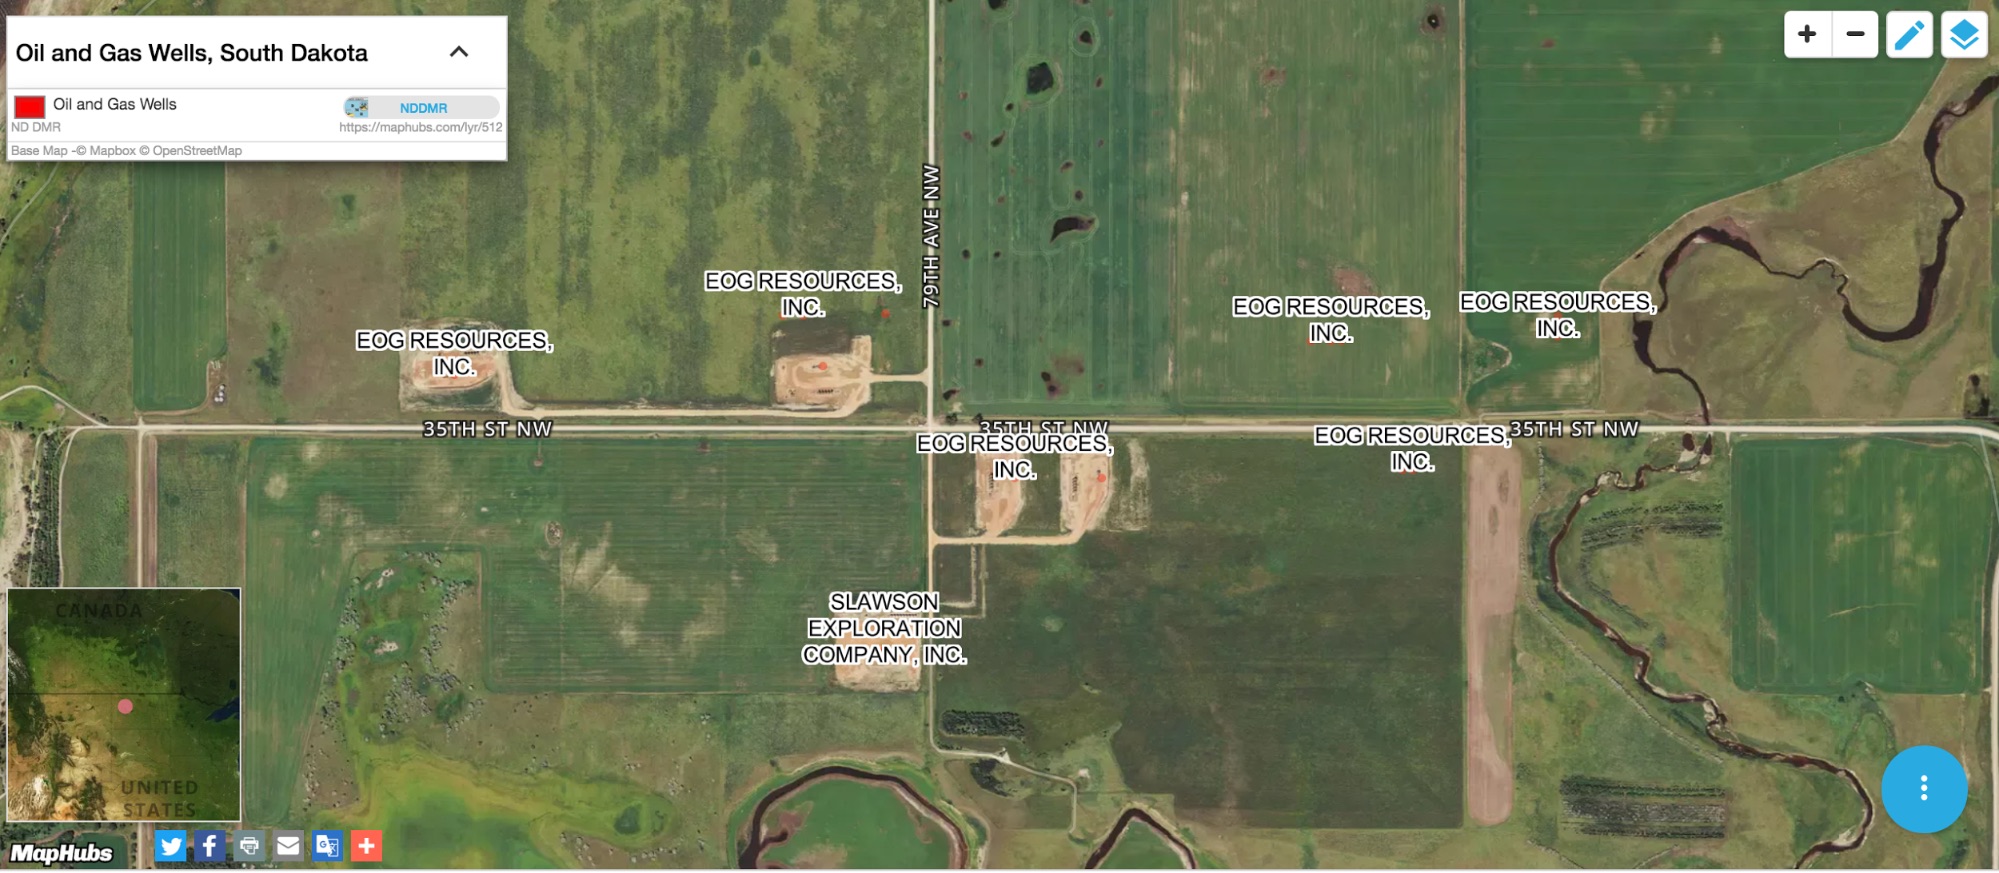 Oil and Gas Wells, South Dakota
Oil and Gas Wells
NDDMR
ND DMR
https://maphubs.com/lyr/512
Base Map -© Mapbox © OpenStreetMap
79TH AVE NW
EOG RESOURCES,
INC.
EOG RESOURCES,
INC.
EOG RESOURCES,
INC.
EOG RESOURCES,
INC.
35TH ST NW
35TH ST NW
35TH ST NW
EOG RESOURCES,
INC.
EOG RESOURCES,
INC.
SLAWSON
EXPLORATION
COMPANY, INC.
CANADA
UNITED
STATES
MapHubs